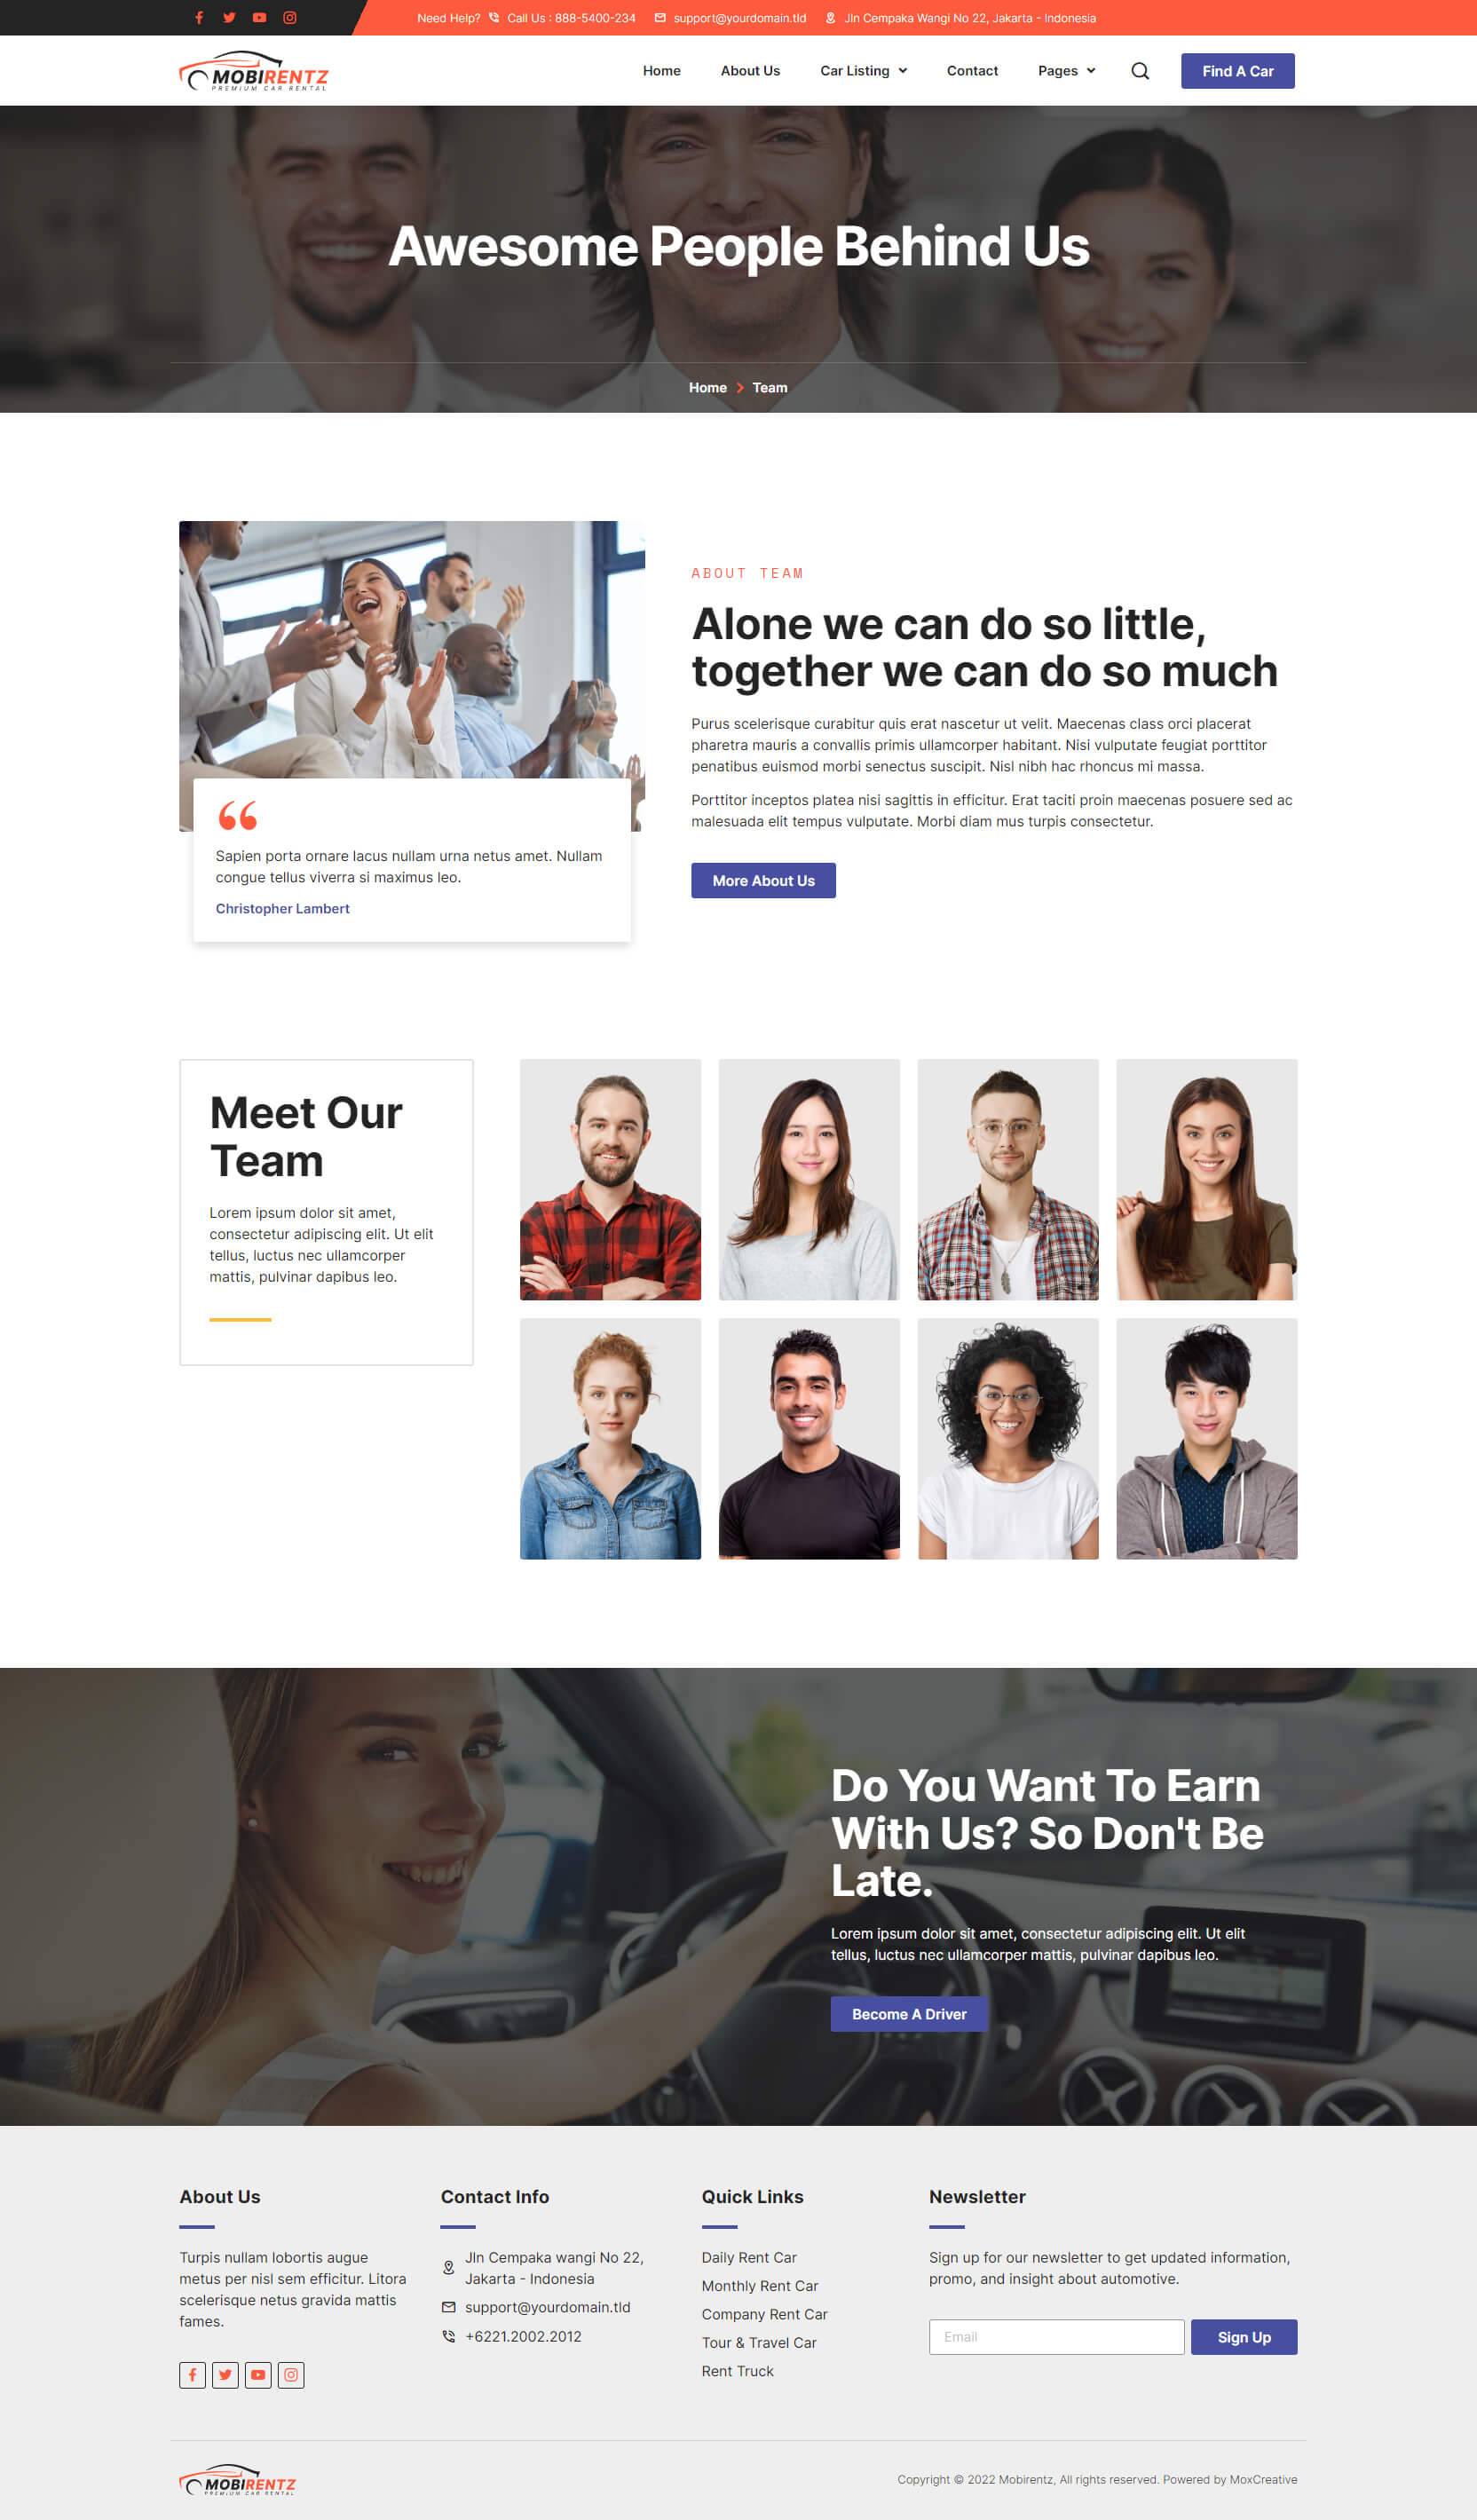 Need Help? Call Us : 888-5400-234 support@yourdomain.tld Jln Cempaka Wangi No 22, Jakarta - Indonesia
MOBIRENTZ
PREMIUM CAR RENTAL
Home About Us Car Listing Contact Pages Find A Car
Awesome People Behind Us
Home Team
ABOUT TEAM
Alone we can do so little,
together we can do so much
Purus scelerisque curabitur quis erat nascetur ut velit. Maecenas class orci placerat
pharetra mauris a convallis primis ullamcorper habitant. Nisi vulputate feugiat porttitor
penatibus euismod morbi senectus suscipit. Nisl nibh hac rhoncus mi massa.
Porttitor inceptos platea nisi sagittis in efficitur. Erat taciti proin maecenas posuere sed ac
malesuada elit tempus vulputate. Morbi diam mus turpis consectetur.
More About Us
Sapien porta ornare lacus nullam urna netus amet. Nullam
congue tellus viverra si maximus leo.
Christopher Lambert
Meet Our
Team
Lorem ipsum dolor sit amet,
consectetur adipiscing elit. Ut elit
tellus, luctus nec ullamcorper
mattis, pulvinar dapibus leo.
Do You Want To Earn
With Us? So Don't Be
Late.
Lorem ipsum dolor sit amet, consectetur adipiscing elit. Ut elit
tellus, luctus nec ullamcorper mattis, pulvinar dapibus leo.
Become A Driver
About Us
Turpis nullam lobortis augue
metus per nisl sem efficitur. Litora
scelerisque netus gravida mattis
fames.
Contact Info
Jln Cempaka wangi No 22,
Jakarta - Indonesia
support@yourdomain.tld
+6221.2002.2012
Quick Links
Daily Rent Car
Monthly Rent Car
Company Rent Car
Tour & Travel Car
Rent Truck
Newsletter
Sign up for our newsletter to get updated information,
promo, and insight about automotive.
Email
Sign Up
MOBIRENTZ
PREMIUM CAR RENTAL
Copyright © 2022 Mobirentz, All rights reserved. Powered by MoxCreative